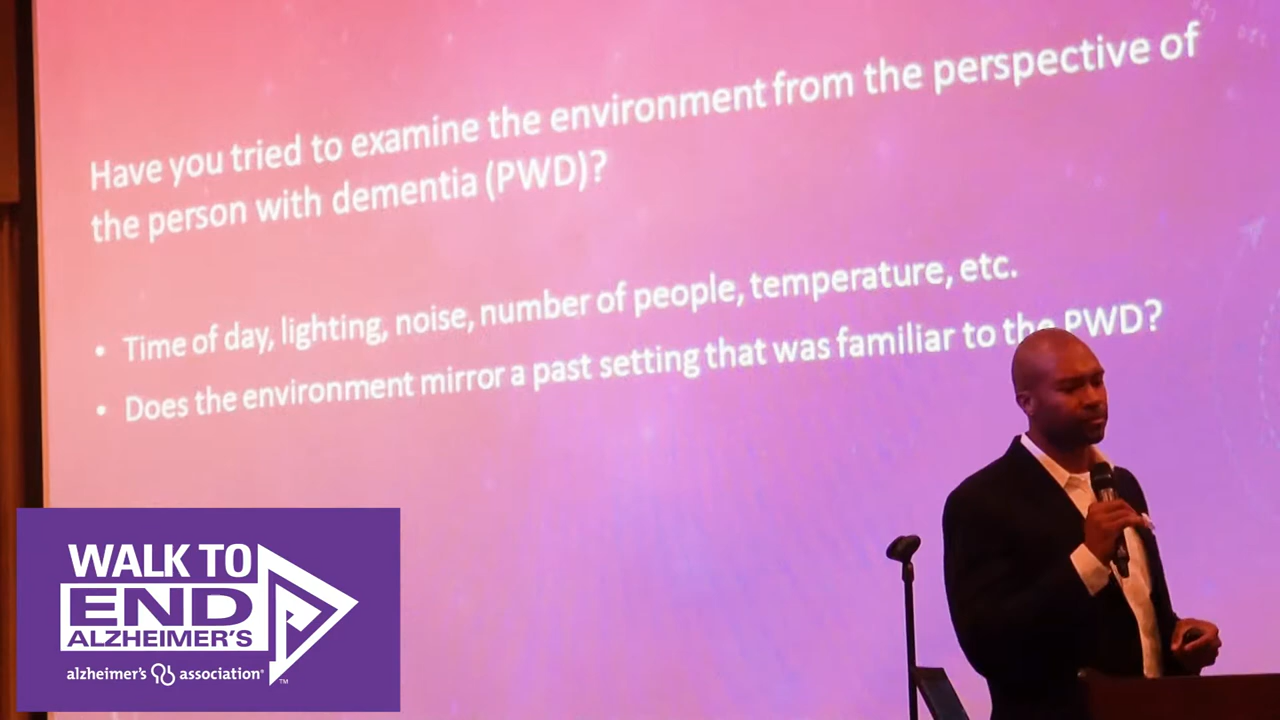 Have you tried to examine the environment from the perspective of
the person with dementia (PWD)?
• Time of day, lighting, noise, number of people, temperature, etc.
• Does the environment mirror a past setting that was familiar to the PWD?
WALK TO
END
ALZHEIMER'S
alzheimer's association®
™